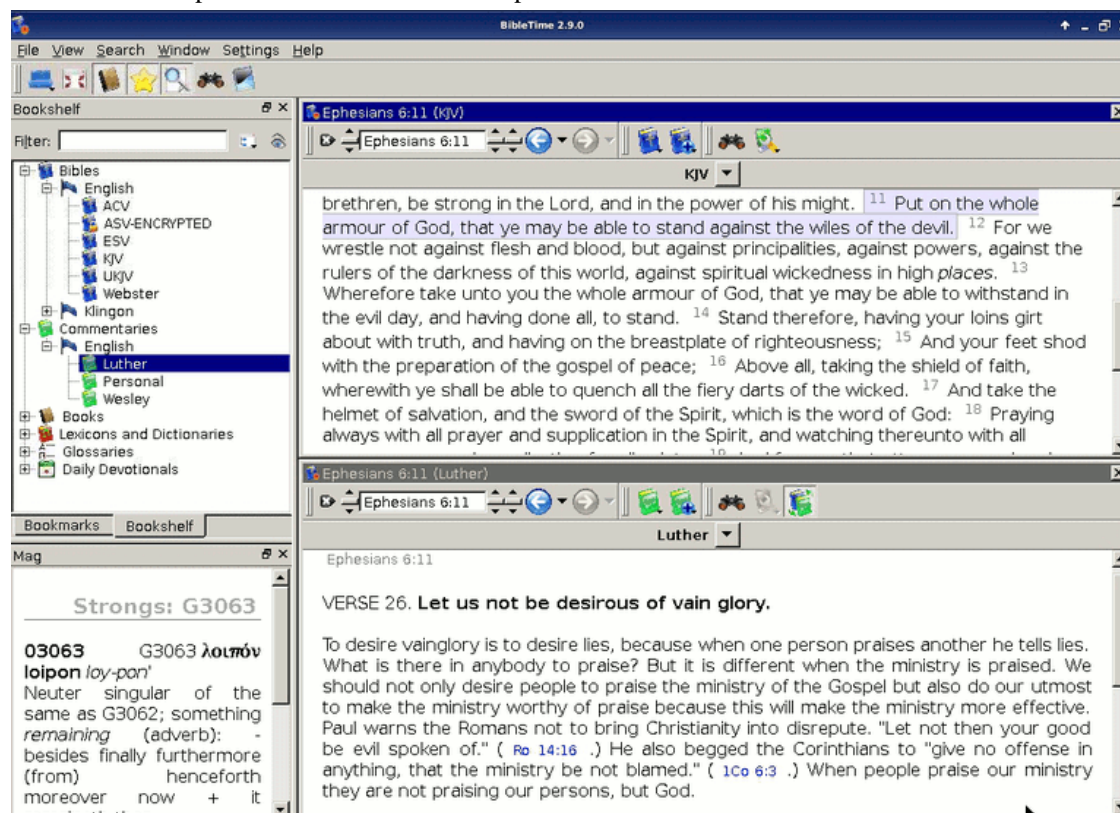 BibleTime 2.9.0
File View Search Window Settings Help
Bookshelf
Filter:
Bibles
English
ACV
ASV-ENCRYPTED
ESV
KJV
UKJV
Webster
Klingon
Commentaries
English
Luther
Personal
Wesley
Books
Lexicons and Dictionaries
Glossaries
Daily Devotionals
Bookmarks Bookshelf
Mag
Strongs: G3063
03063 G3063 λοιπόν
loipon loy-pon'
Neuter singular of the
same as G3062; something
remaining (adverb): -
besides finally furthermore
(from) henceforth
moreover now + it
Ephesians 6:11 (KJV)
Ephesians 6:11
KJV
brethren, be strong in the Lord, and in the power of his might. 11 Put on the whole
armour of God, that ye may be able to stand against the wiles of the devil. 12 For we
wrestle not against flesh and blood, but against principalities, against powers, against the
rulers of the darkness of this world, against spiritual wickedness in high places. 13
Wherefore take unto you the whole armour of God, that ye may be able to withstand in
the evil day, and having done all, to stand. 14 Stand therefore, having your loins girt
about with truth, and having on the breastplate of righteousness; 15 And your feet shod
with the preparation of the gospel of peace; 16 Above all, taking the shield of faith,
wherewith ye shall be able to quench all the fiery darts of the wicked. 17 And take the
helmet of salvation, and the sword of the Spirit, which is the word of God: 18 Praying
always with all prayer and supplication in the Spirit, and watching thereunto with all
Ephesians 6:11 (Luther)
Ephesians 6:11
Luther
Ephesians 6:11
VERSE 26. Let us not be desirous of vain glory.
To desire vainglory is to desire lies, because when one person praises another he tells lies.
What is there in anybody to praise? But it is different when the ministry is praised. We
should not only desire people to praise the ministry of the Gospel but also do our utmost
to make the ministry worthy of praise because this will make the ministry more effective.
Paul warns the Romans not to bring Christianity into disrepute. "Let not then your good
be evil spoken of." ( Ro 14:16 .) He also begged the Corinthians to "give no offense in
anything, that the ministry be not blamed." ( 1Co 6:3 .) When people praise our ministry
they are not praising our persons, but God.